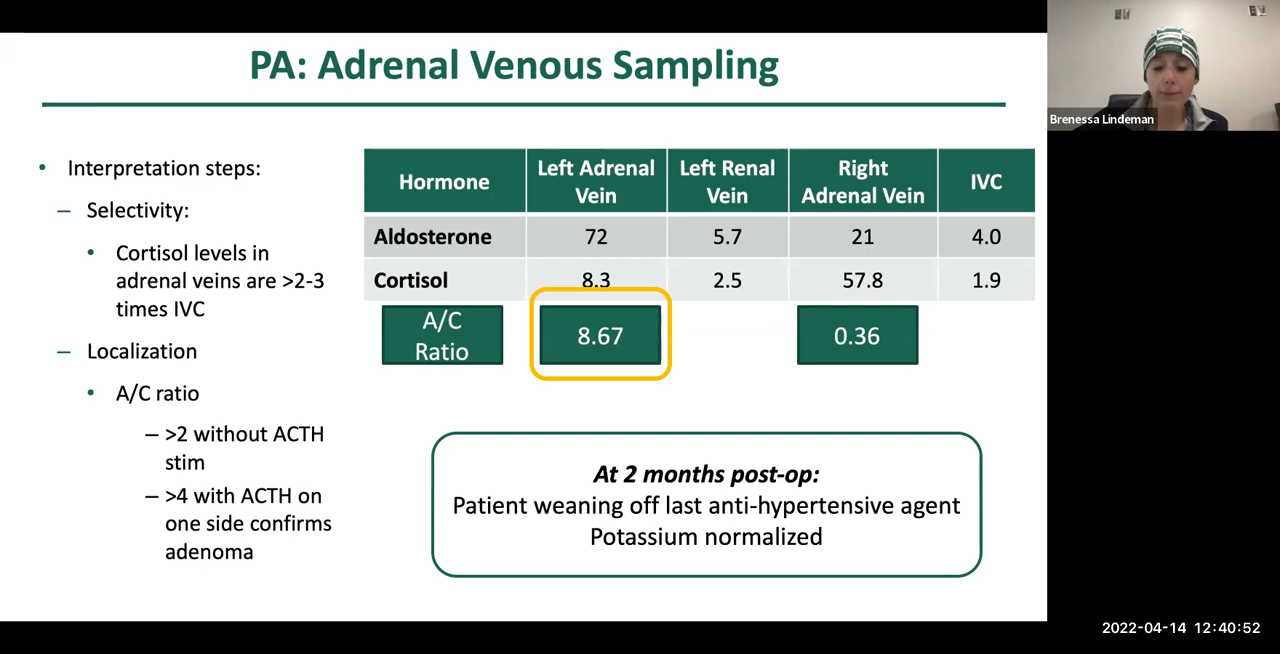 PA: Adrenal Venous Sampling
Brenessa Lindeman
• Interpretation steps:
– Selectivity:
• Cortisol levels in
adrenal veins are >2-3
times IVC
– Localization
• A/C ratio
– >2 without ACTH
stim
– >4 with ACTH on
one side confirms
adenoma
Hormone Left Adrenal Vein Left Renal Vein Right Adrenal Vein IVC
Aldosterone 72 5.7 21 4.0
Cortisol 8.3 2.5 57.8 1.9
A/C Ratio 8.67 0.36
At 2 months post-op:
Patient weaning off last anti-hypertensive agent
Potassium normalized
2022-04-14 12:40:52